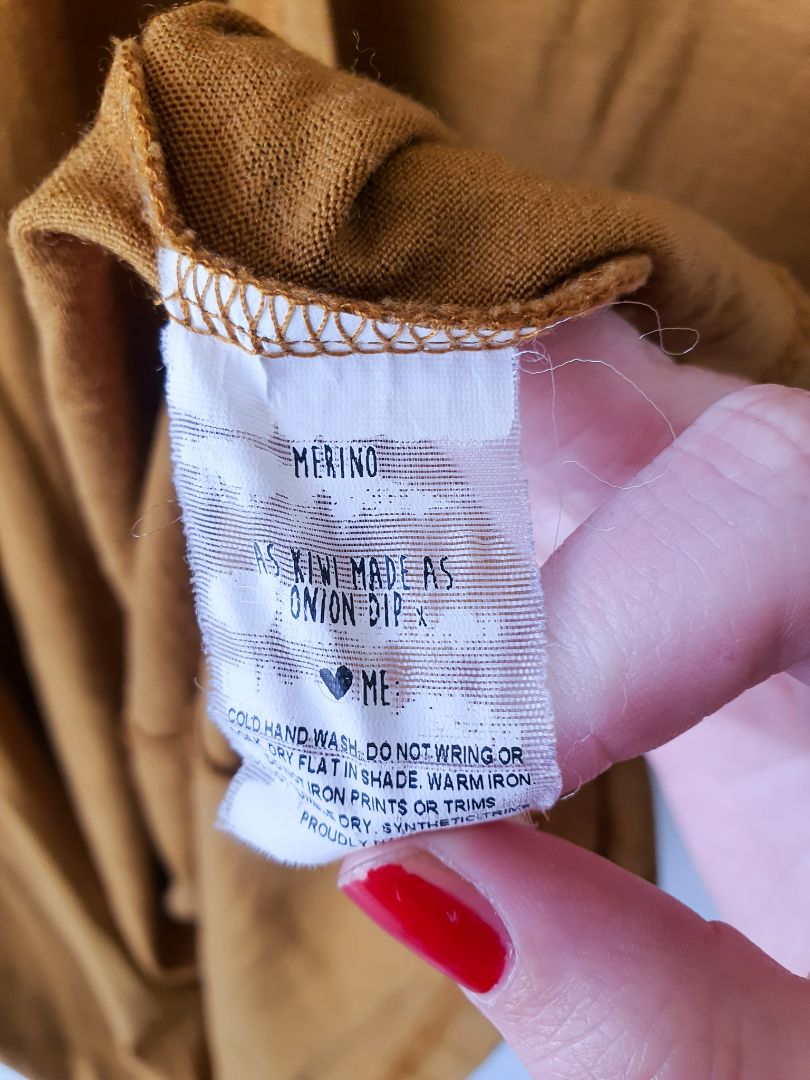 MERINO
AS KIWI MADE AS
ONION DIP x
♥ ME:
COLD HAND WASH. DO NOT WRING OR
DRY FLAT IN SHADE. WARM IRON
IRON PRINTS OR TRIMS
DRY. SYNTHETIC TRIMS
PROUDLY